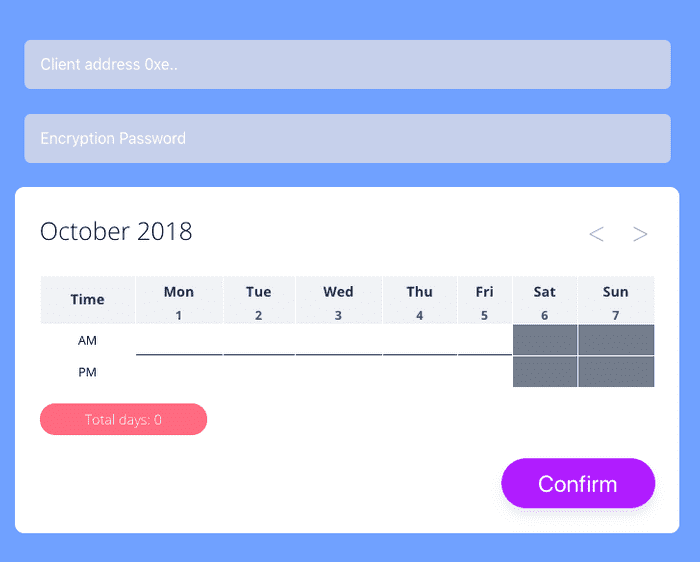 Client address 0xe..
Encryption Password
October 2018 < >
Time Mon Tue Wed Thu Fri Sat Sun
1 2 3 4 5 6 7
AM
PM
Total days: 0
Confirm